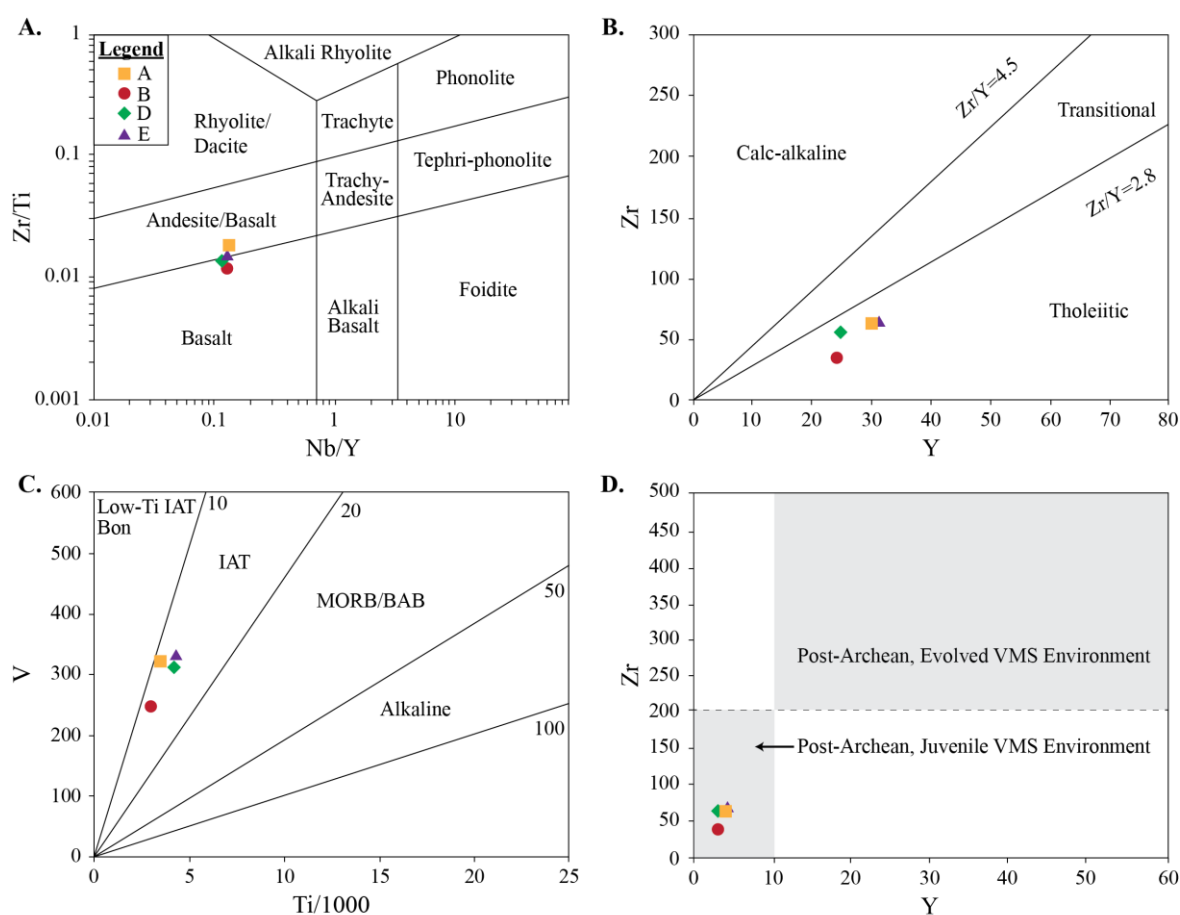 A.
Legend
A
B
D
E
1
0.1
0.01
0.001
Zr/Ti
Alkali Rhyolite
Phonolite
Rhyolite/
Dacite
Trachyte
Tephri-phonolite
Trachy-
Andesite
Andesite/Basalt
Foidite
Alkali
Basalt
Basalt
0.01 0.1 1 10
Nb/Y
B.
300
250
200
150
100
50
0
Zr
Zr/Y=4.5
Transitional
Calc-alkaline
Zr/Y=2.8
Tholeiitic
0 10 20 30 40 50 60 70 80
Y
C.
600
500
400
300
200
100
0
V
Low-Ti IAT
Bon
10
20
IAT
MORB/BAB
50
Alkaline
100
0 5 10 15 20 25
Ti/1000
D.
500
450
400
350
300
250
200
200
150
100
50
0
Zr
Post-Archean, Evolved VMS Environment
Post-Archean, Juvenile VMS Environment
0 10 20 30 40 50 60
Y